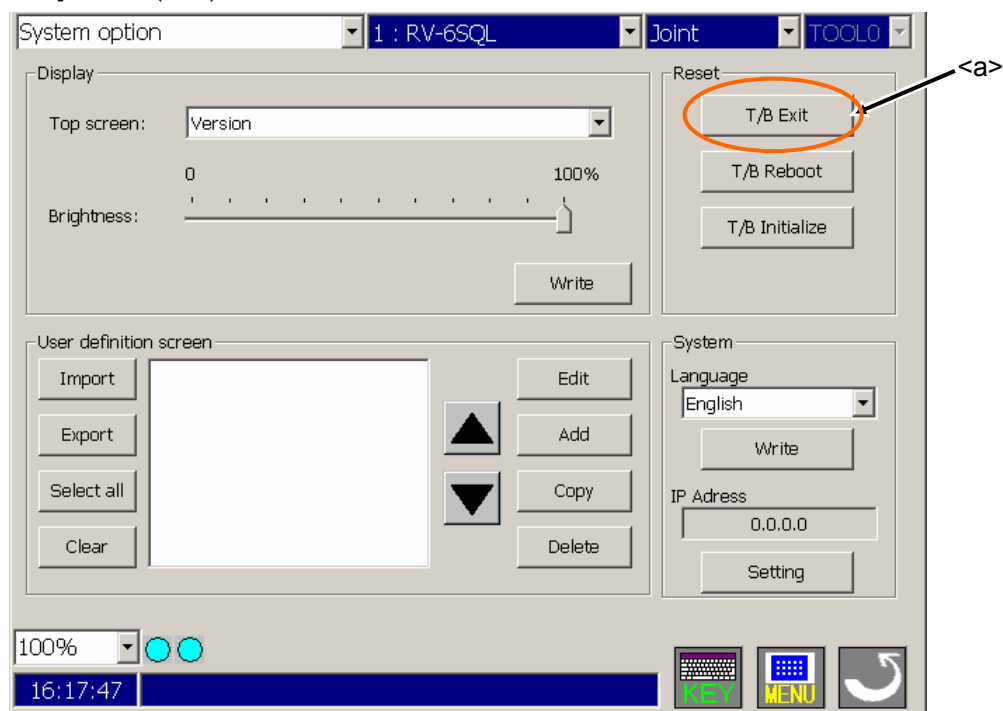 System option 1 : RV-6SQL Joint TOOL0
<a>
Display
Top screen: Version
0 100%
Brightness:
Write
Reset
T/B Exit
T/B Reboot
T/B Initialize
User definition screen
Import
Export
Select all
Clear
Edit
Add
Copy
Delete
System
Language
English
Write
IP Adress
0.0.0.0
Setting
100%
16:17:47
KEY MENU